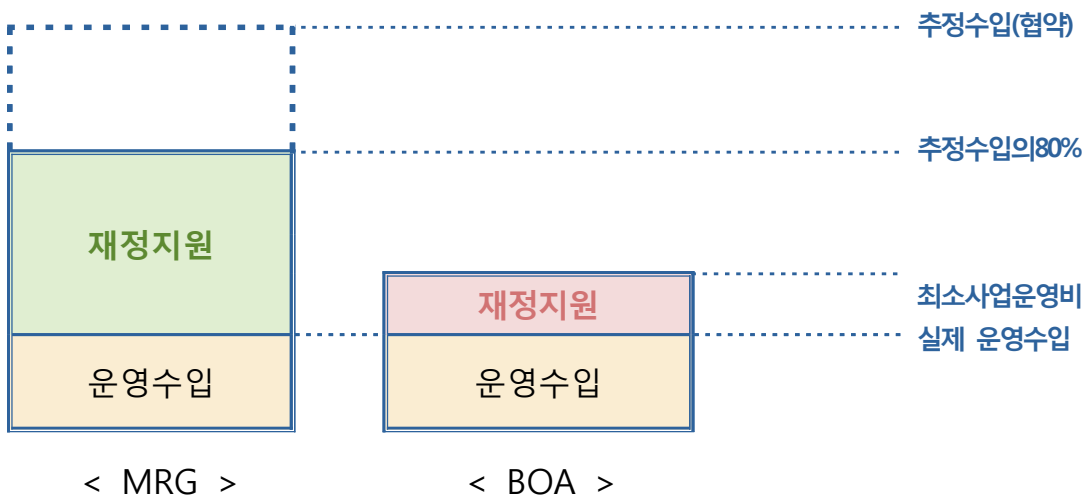 추정수입(협약)
추정수입의80%
재정지원
재정지원
최소사업운영비
실제 운영수입
운영수입
운영수입
< MRG >
< BOA >